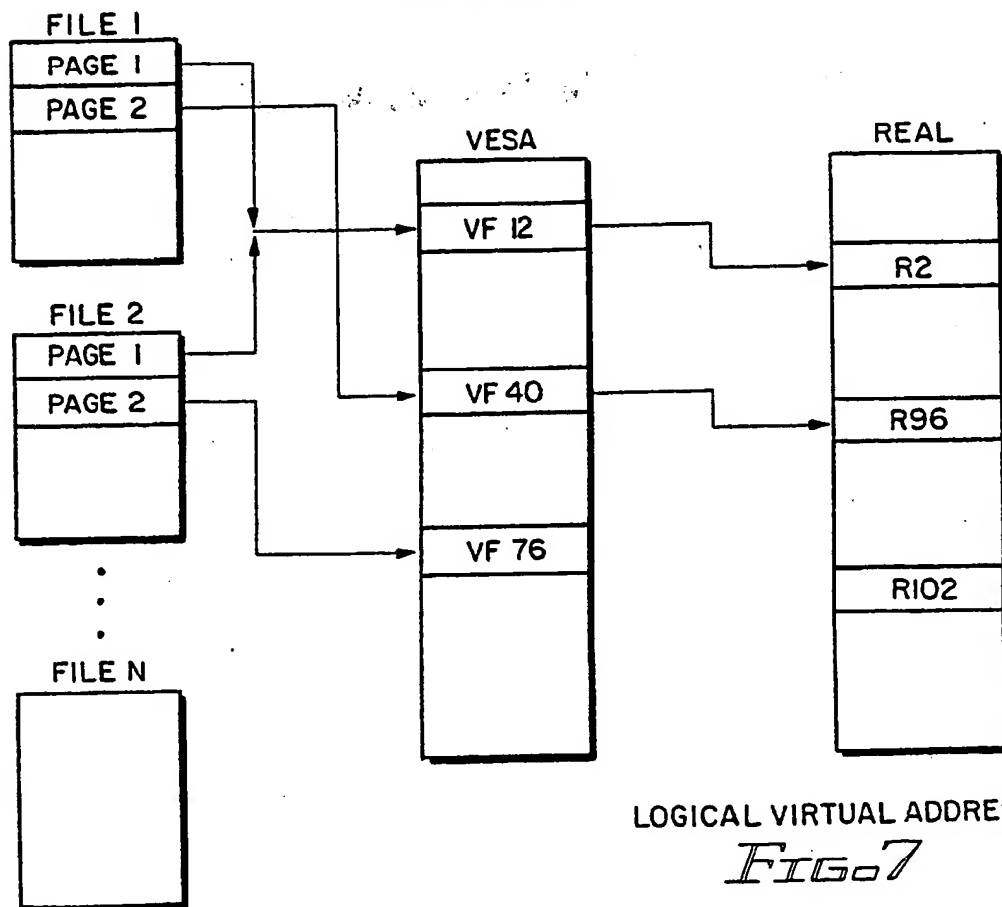 FILE 1
PAGE 1
PAGE 2
FILE 2
PAGE 1
PAGE 2
FILE N
VESA
VF 12
VF 40
VF 76
REAL
R2
R96
R102
LOGICAL VIRTUAL ADDRE
FIG. 7